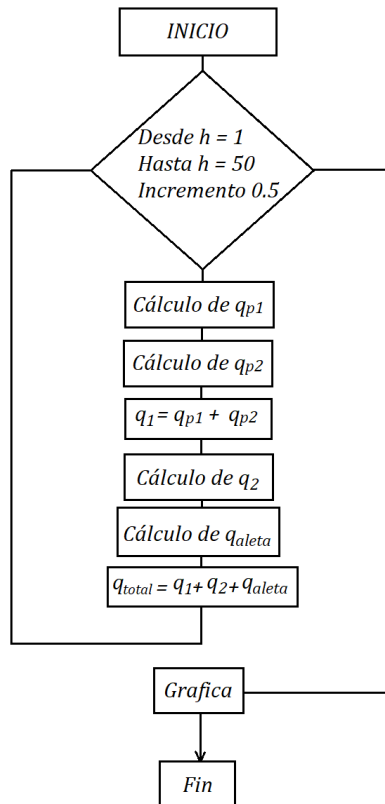 INICIO
Desde h = 1
Hasta h = 50
Incremento 0.5
Cálculo de qp1
Cálculo de qp2
q1 = qp1 + qp2
Cálculo de q2
Cálculo de qaleta
qtotal = q1 + q2 + qaleta
Grafica
Fin